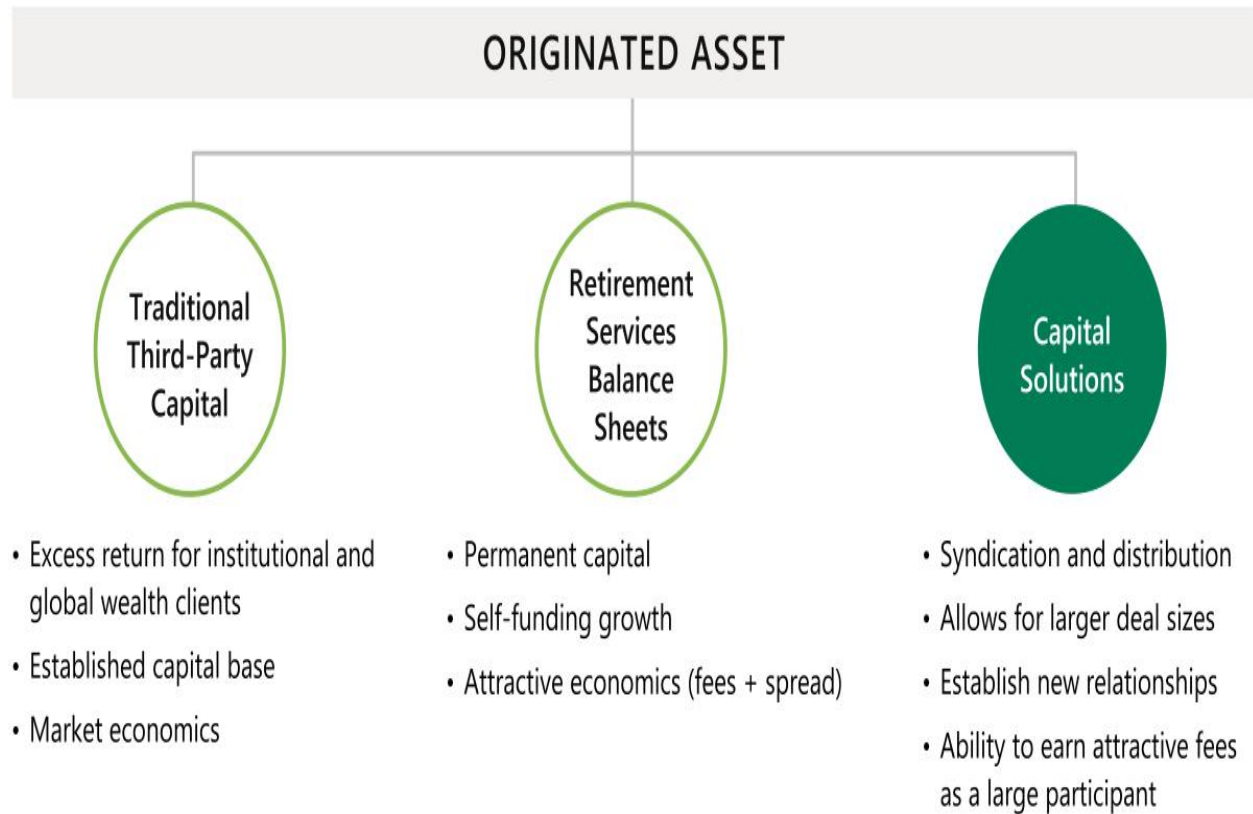 ORIGINATED ASSET
Traditional
Third-Party
Capital
Retirement
Services
Balance
Sheets
Capital
Solutions
• Excess return for institutional and
global wealth clients
• Established capital base
• Market economics
• Permanent capital
• Self-funding growth
• Attractive economics (fees + spread)
• Syndication and distribution
• Allows for larger deal sizes
• Establish new relationships
• Ability to earn attractive fees
as a large participant